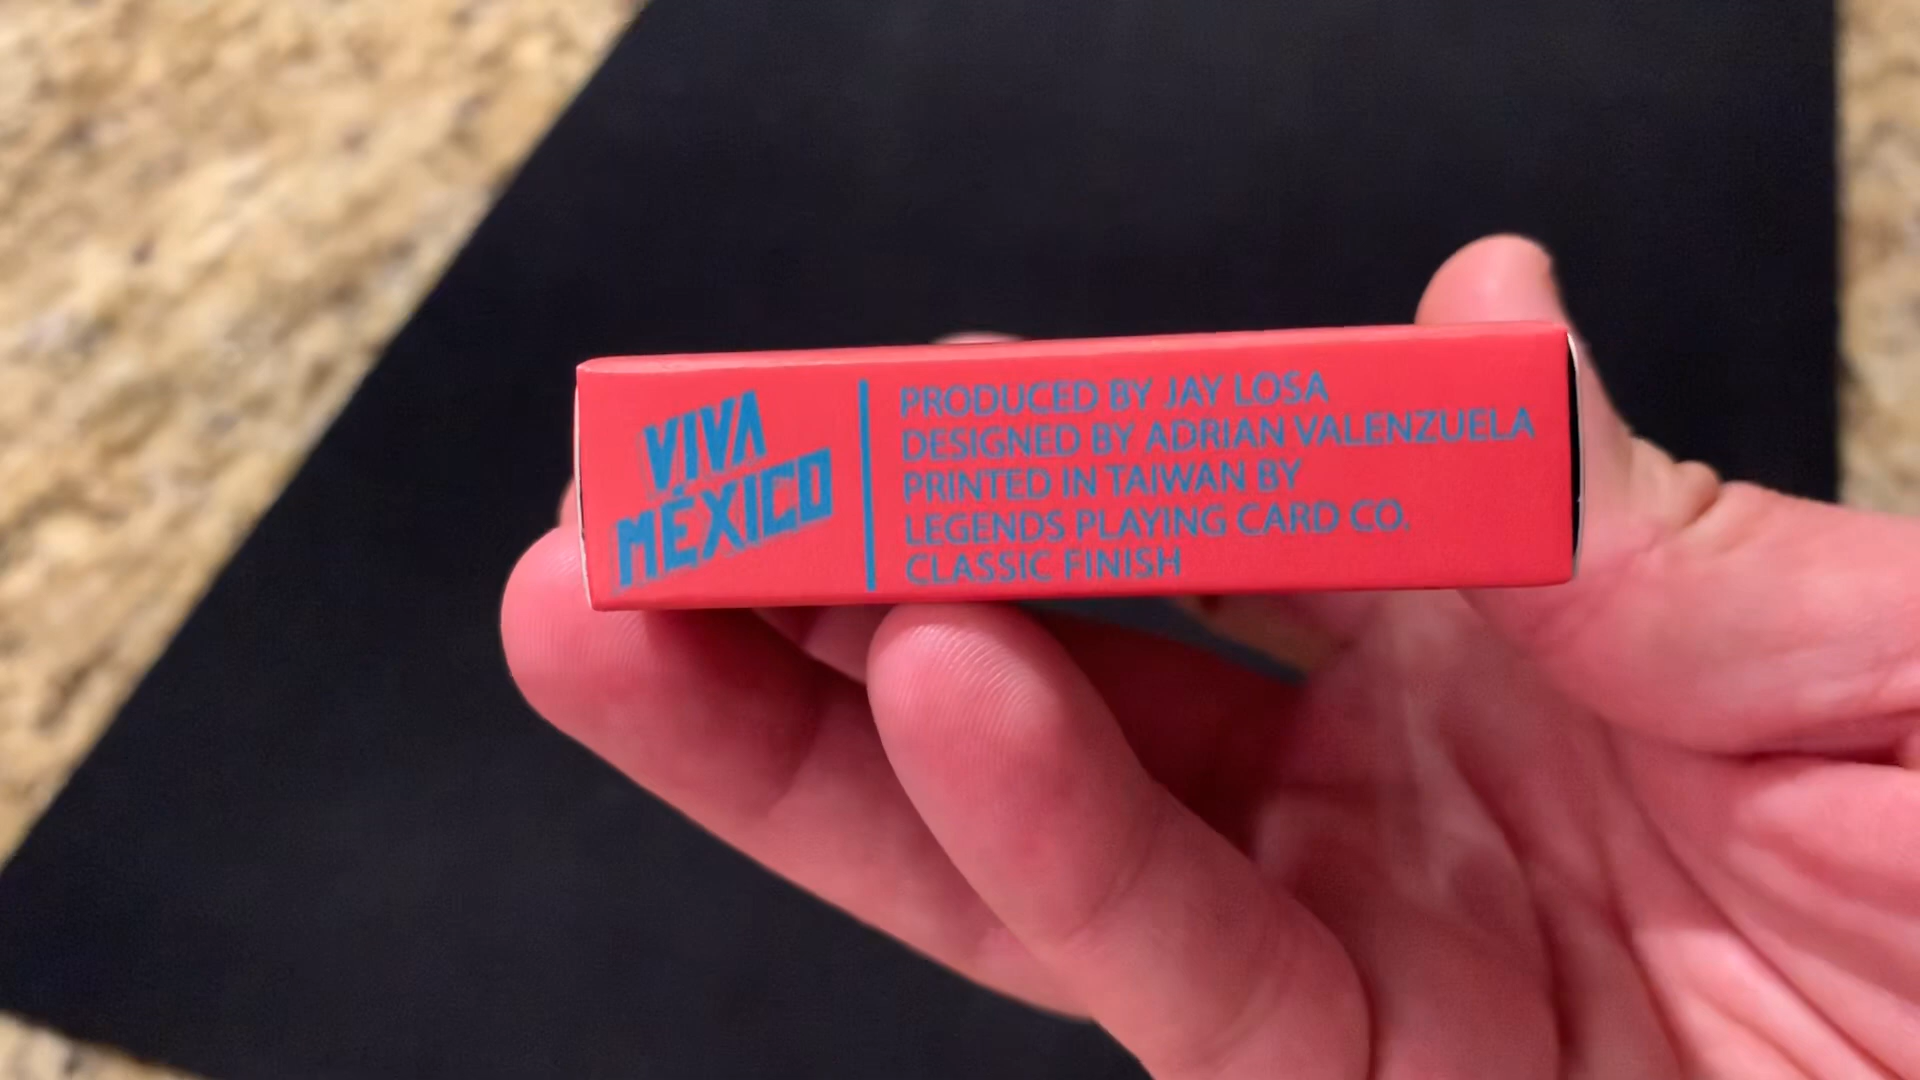 VIVA
MÉXICO
PRODUCED BY JAY LOSA
DESIGNED BY ADRIAN VALENZUELA
PRINTED IN TAIWAN BY
LEGENDS PLAYING CARD CO.
CLASSIC FINISH